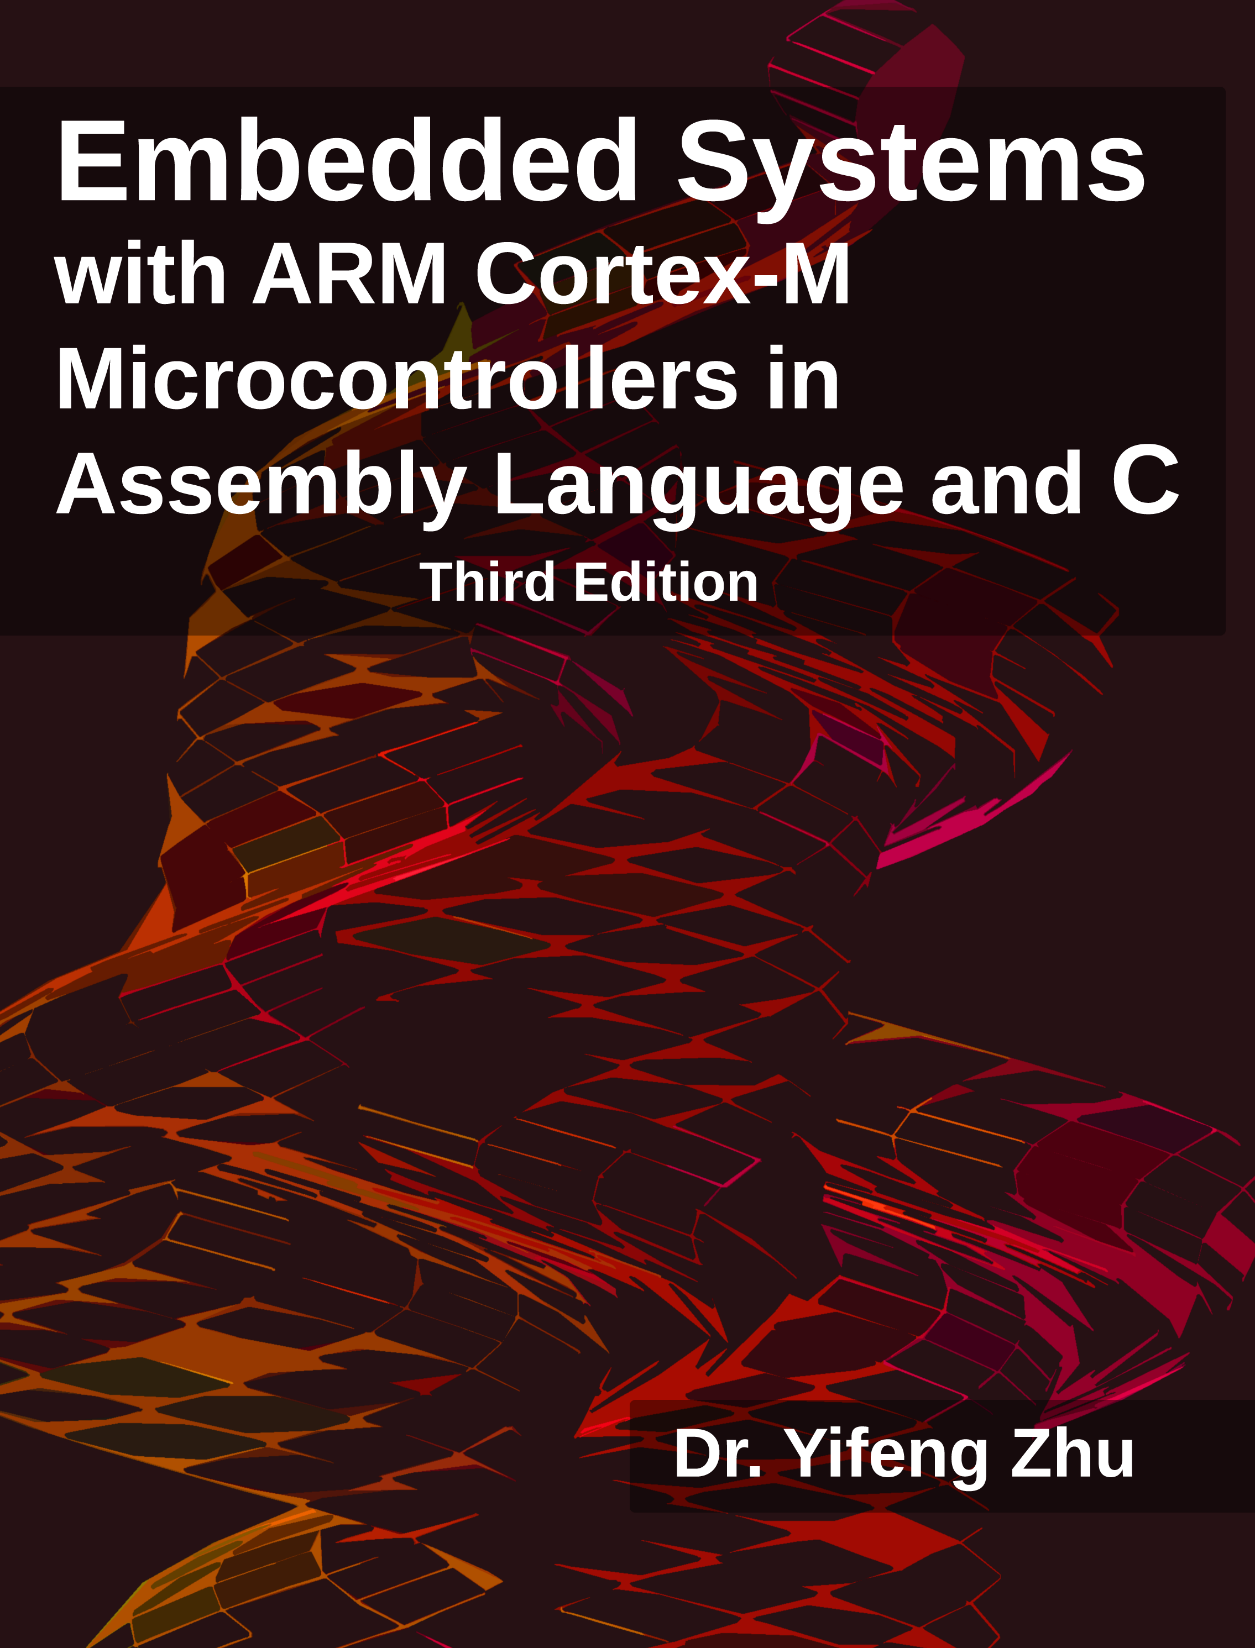 Embedded Systems
with ARM Cortex-M
Microcontrollers in
Assembly Language and C
Third Edition
Dr. Yifeng Zhu